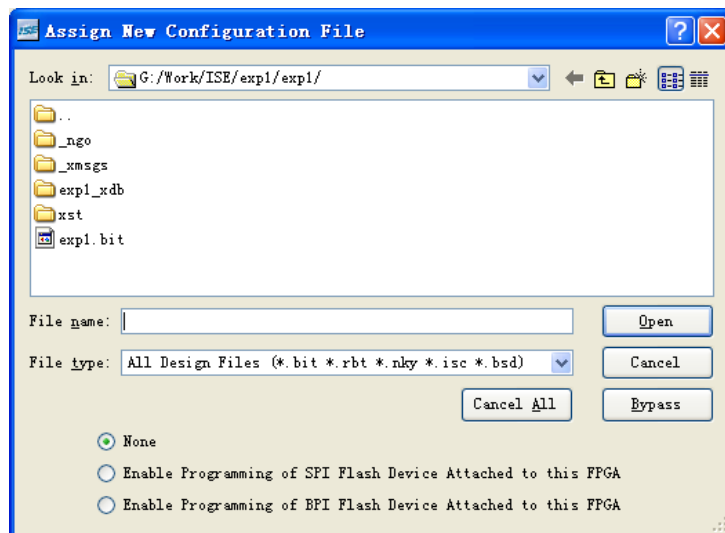 ISE Assign New Configuration File
Look in: G:/Work/ISE/exp1/exp1/
..
_ngo
_xmsgs
exp1_xdb
xst
exp1.bit
File name: Open
File type: All Design Files (*.bit *.rbt *.nky *.isc *.bsd) Cancel
Cancel All Bypass
None
Enable Programming of SPI Flash Device Attached to this FPGA
Enable Programming of BPI Flash Device Attached to this FPGA